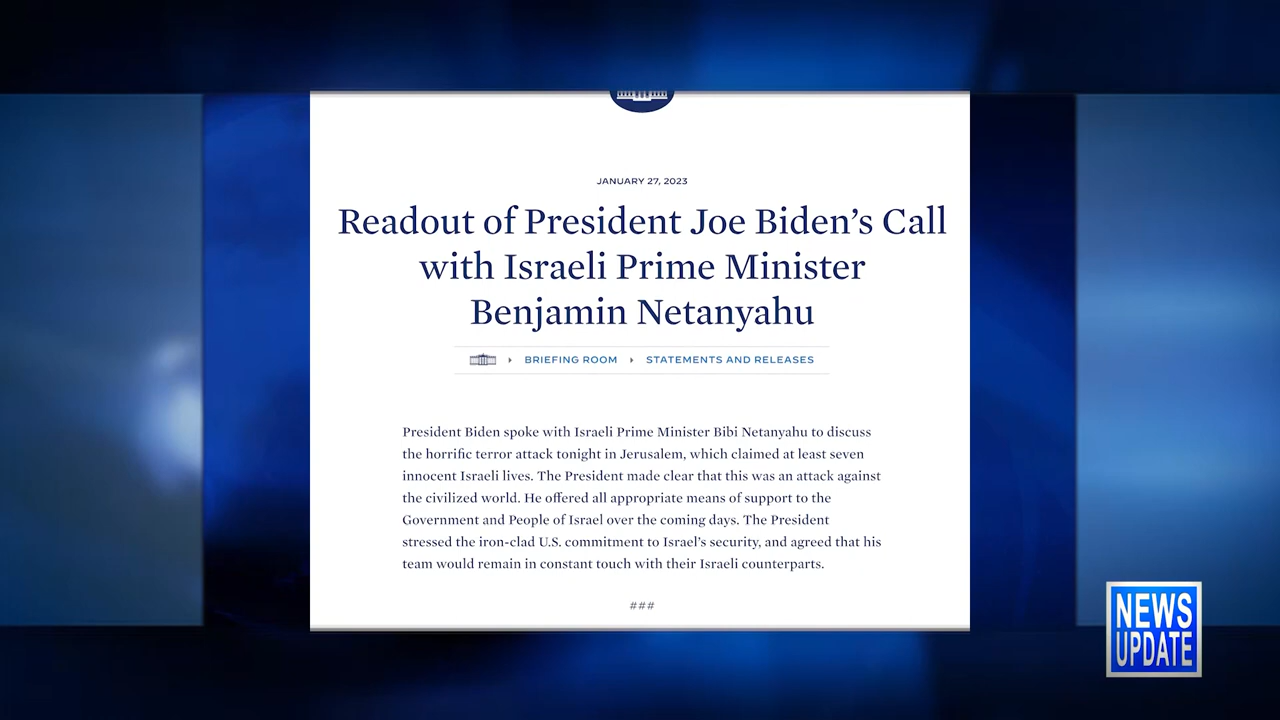 JANUARY 27, 2023
Readout of President Joe Biden’s Call
with Israeli Prime Minister
Benjamin Netanyahu
BRIEFING ROOM
STATEMENTS AND RELEASES
President Biden spoke with Israeli Prime Minister Bibi Netanyahu to discuss
the horrific terror attack tonight in Jerusalem, which claimed at least seven
innocent Israeli lives. The President made clear that this was an attack against
the civilized world. He offered all appropriate means of support to the
Government and People of Israel over the coming days. The President
stressed the iron-clad U.S. commitment to Israel’s security, and agreed that his
team would remain in constant touch with their Israeli counterparts.
###
NEWS
UPDATE